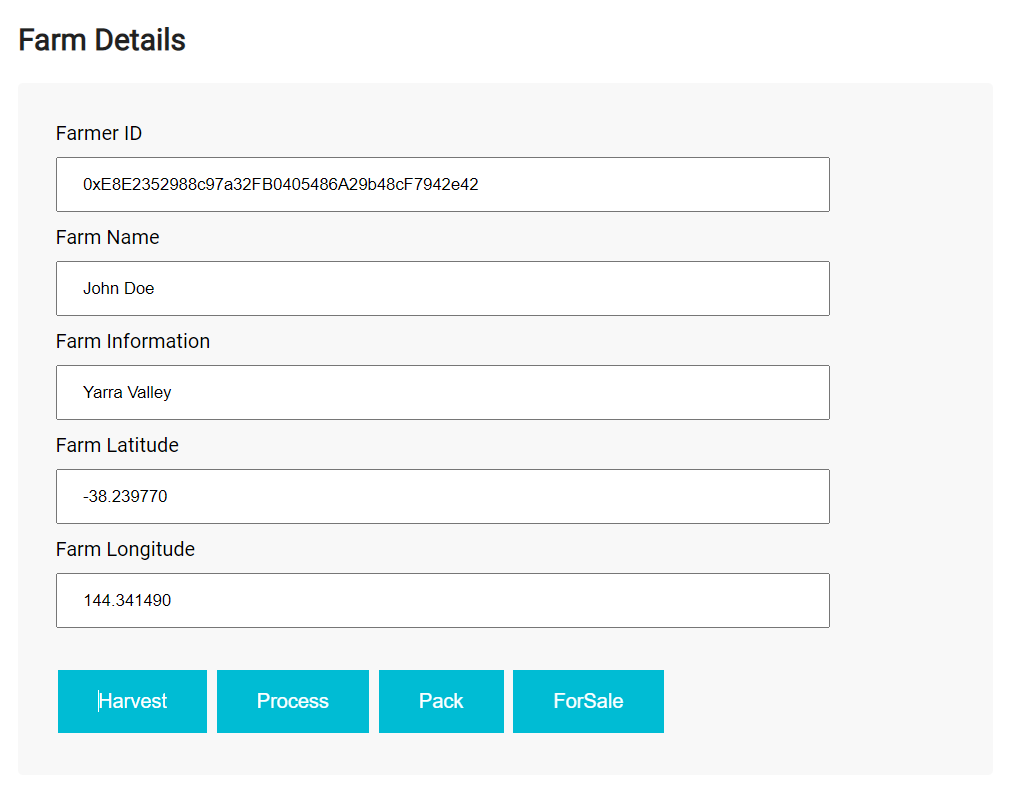 Farm Details
Farmer ID
0xE8E2352988c97a32FB0405486A29b48cF7942e42
Farm Name
John Doe
Farm Information
Yarra Valley
Farm Latitude
-38.239770
Farm Longitude
144.341490
Harvest Process Pack ForSale